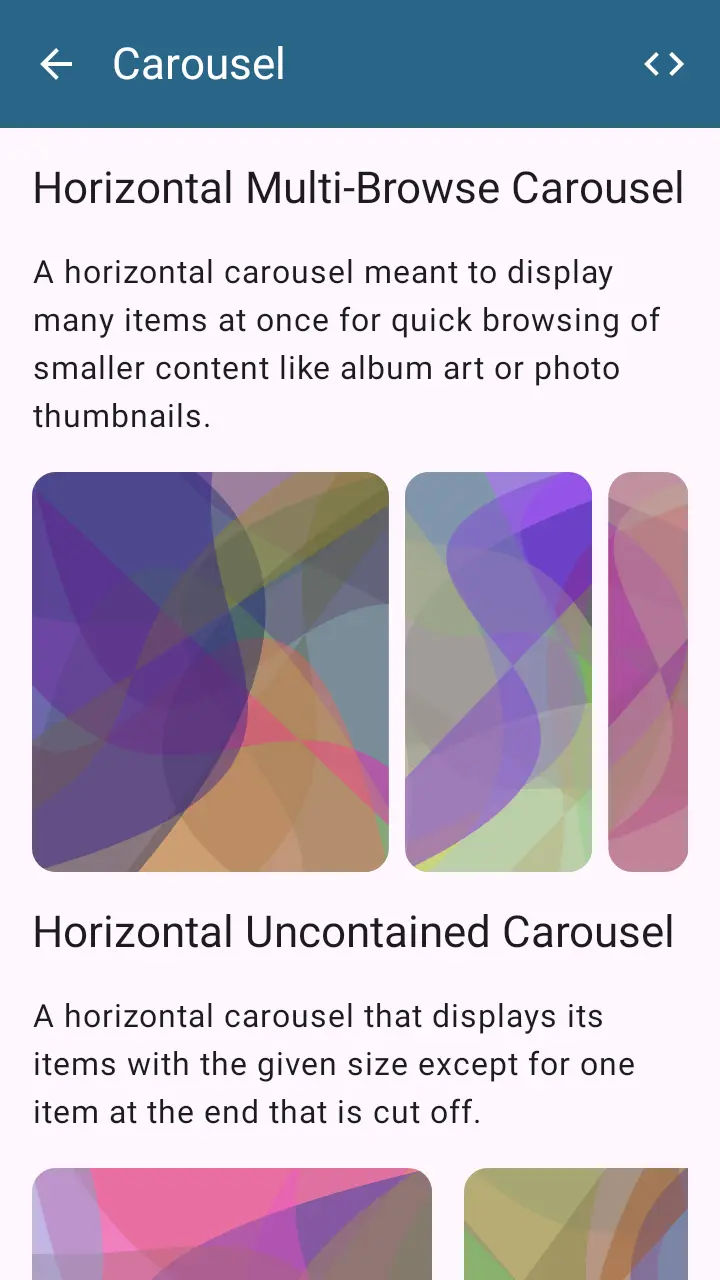 Carousel
Horizontal Multi-Browse Carousel
A horizontal carousel meant to display
many items at once for quick browsing of
smaller content like album art or photo
thumbnails.
Horizontal Uncontained Carousel
A horizontal carousel that displays its
items with the given size except for one
item at the end that is cut off.